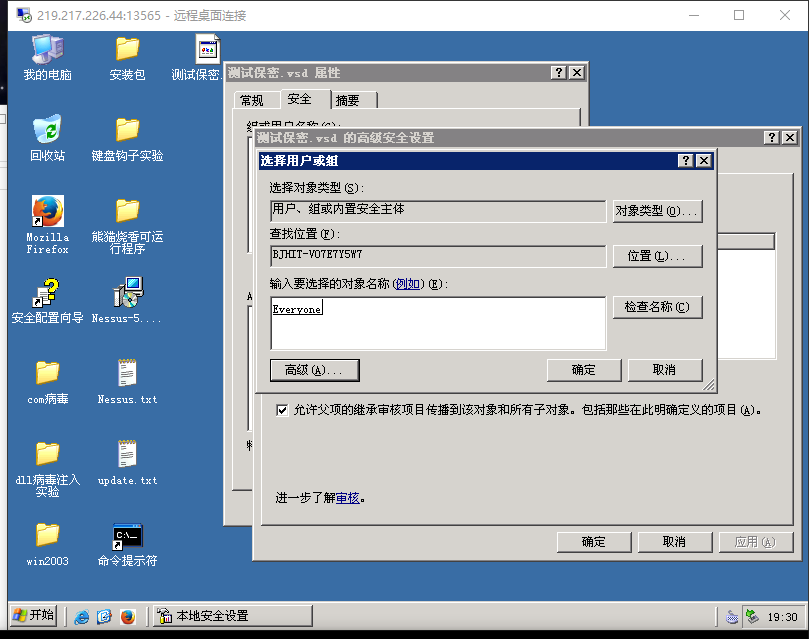 219.217.226.44:13565 - 远程桌面连接
我的电脑
安装包
测试保密.
回收站
键盘钩子实验
Mozilla
Firefox
熊猫烧香可运
行程序
安全配置向导
Nessus-5....
com病毒
Nessus.txt
dll病毒注入
实验
update.txt
win2003
命令提示符
测试保密.vsd 属性
常规
安全
摘要
测试保密.vsd 的高级安全设置
选择用户或组
选择对象类型(S):
用户、组或内置安全主体
对象类型(O)...
查找位置(F):
BJHIT-V07E7Y5W7
位置(L)...
输入要选择的对象名称(例如)(E):
Everyone
检查名称(C)
高级(A)...
确定
取消
允许父项的继承审核项目传播到该对象和所有子对象。包括那些在此明确定义的项目(A)。
进一步了解审核。
确定
取消
应用(A)
开始
本地安全设置
19:30